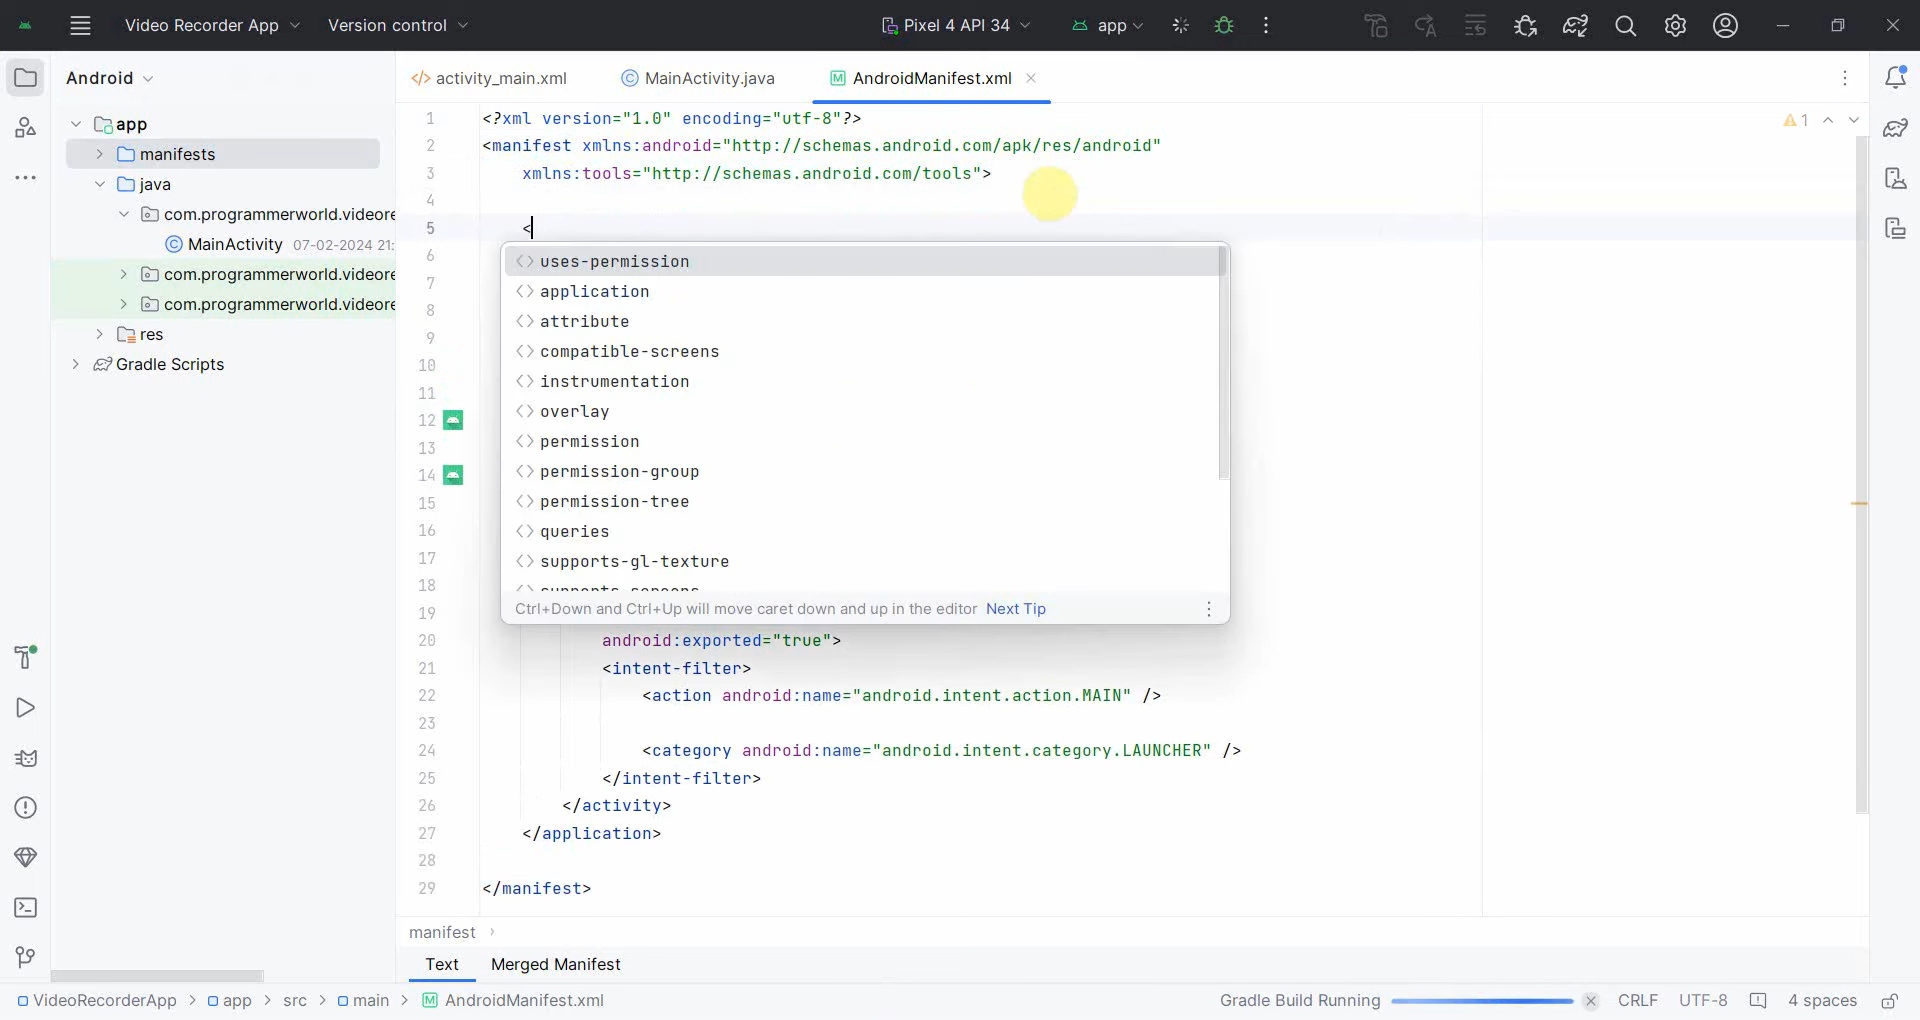 Video Recorder App
Version control
Pixel 4 API 34
app
Android
activity_main.xml
MainActivity.java
AndroidManifest.xml
app
manifests
java
com.programmerworld.videore
MainActivity 07-02-2024 21:
com.programmerworld.videore
com.programmerworld.videore
res
Gradle Scripts
1 <?xml version="1.0" encoding="utf-8"?>
2 <manifest xmlns:android="http://schemas.android.com/apk/res/android"
3 xmlns:tools="http://schemas.android.com/tools">
4
5 <
6
7
8
9
10
11
12
13
14
15
16
17
18
19
uses-permission
application
attribute
compatible-screens
instrumentation
overlay
permission
permission-group
permission-tree
queries
supports-gl-texture
supports-screens
Ctrl+Down and Ctrl+Up will move caret down and up in the editor Next Tip
20 android:exported="true">
21 <intent-filter>
22 <action android:name="android.intent.action.MAIN" />
23
24 <category android:name="android.intent.category.LAUNCHER" />
25 </intent-filter>
26 </activity>
27 </application>
28
29 </manifest>
1
manifest
Text Merged Manifest
VideoRecorderApp > app > src > main > AndroidManifest.xml
Gradle Build Running
CRLF UTF-8 4 spaces